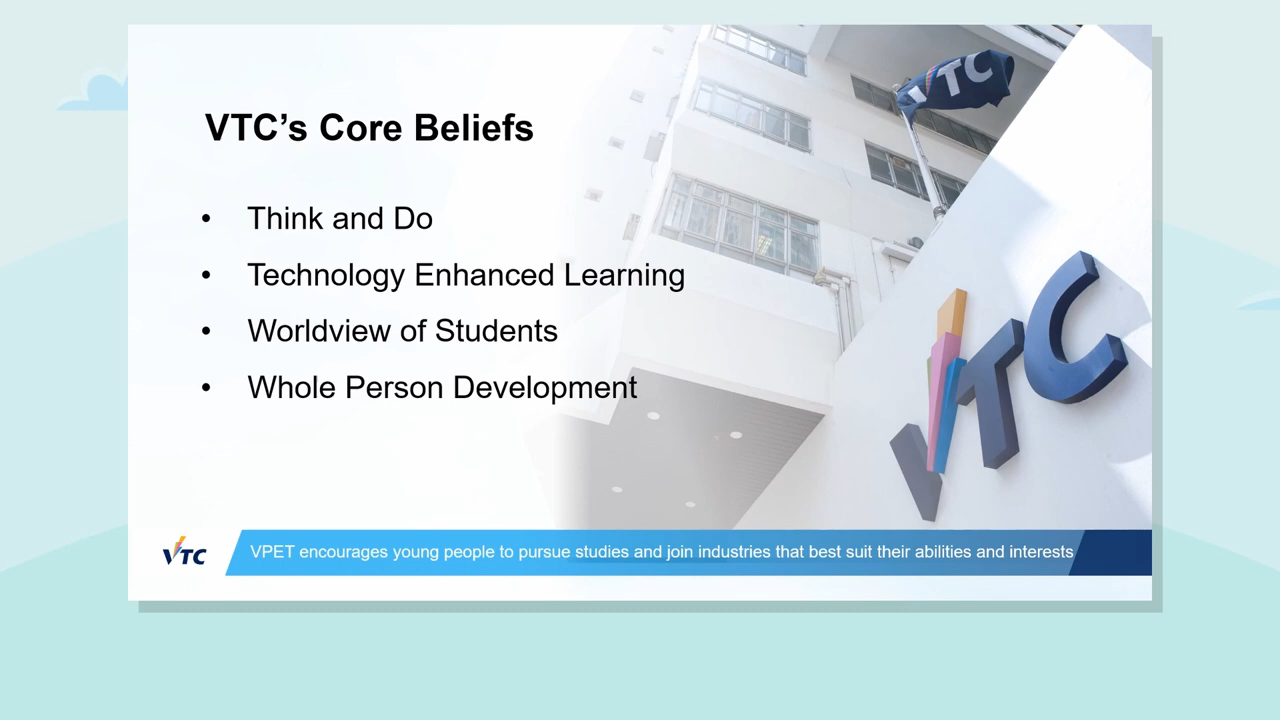 VTC
VTC's Core Beliefs
• Think and Do
• Technology Enhanced Learning
• Worldview of Students
• Whole Person Development
VTC
VTC
VPET encourages young people to pursue studies and join industries that best suit their abilities and interests